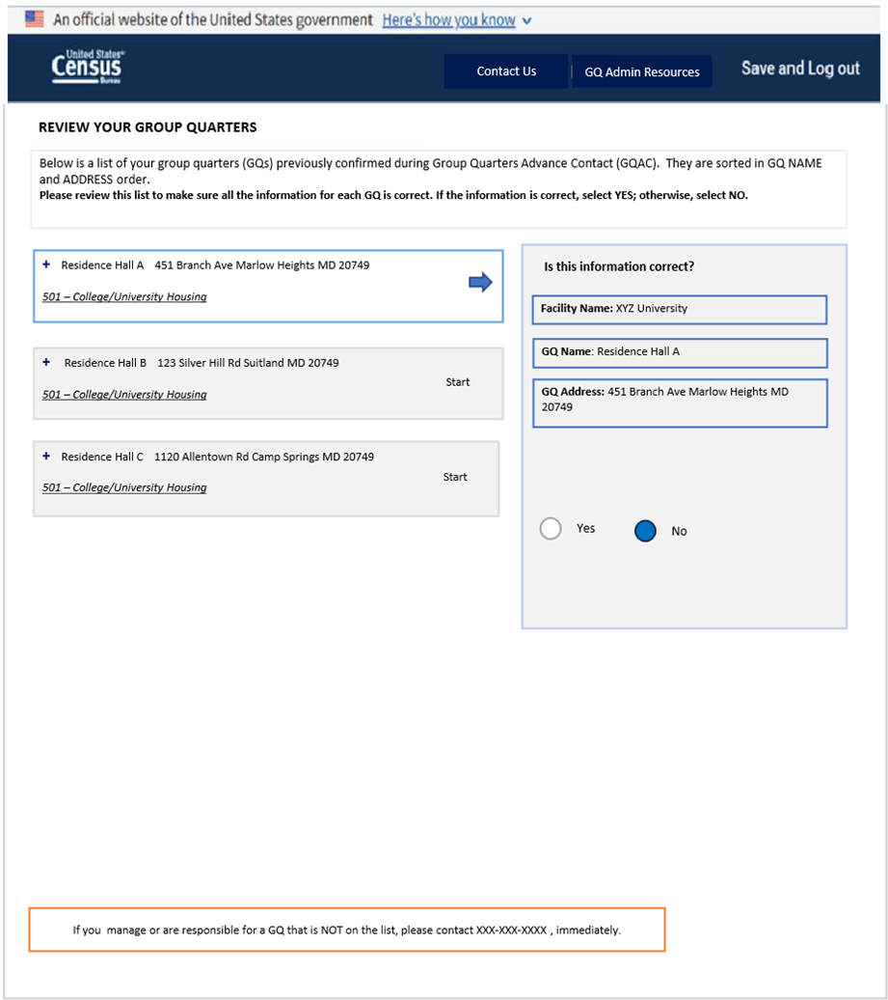 An official website of the United States government Here's how you know
United States®
Census
Bureau
Contact Us
GQ Admin Resources
Save and Log out
REVIEW YOUR GROUP QUARTERS
Below is a list of your group quarters (GQs) previously confirmed during Group Quarters Advance Contact (GQAC). They are sorted in GQ NAME
and ADDRESS order.
Please review this list to make sure all the information for each GQ is correct. If the information is correct, select YES; otherwise, select NO.
+ Residence Hall A 451 Branch Ave Marlow Heights MD 20749
501 – College/University Housing
+ Residence Hall B 123 Silver Hill Rd Suitland MD 20749
Start
501 – College/University Housing
+ Residence Hall C 1120 Allentown Rd Camp Springs MD 20749
Start
501 – College/University Housing
Is this information correct?
Facility Name: XYZ University
GQ Name: Residence Hall A
GQ Address: 451 Branch Ave Marlow Heights MD
20749
Yes
No
If you manage or are responsible for a GQ that is NOT on the list, please contact XXX-XXX-XXXX , immediately.